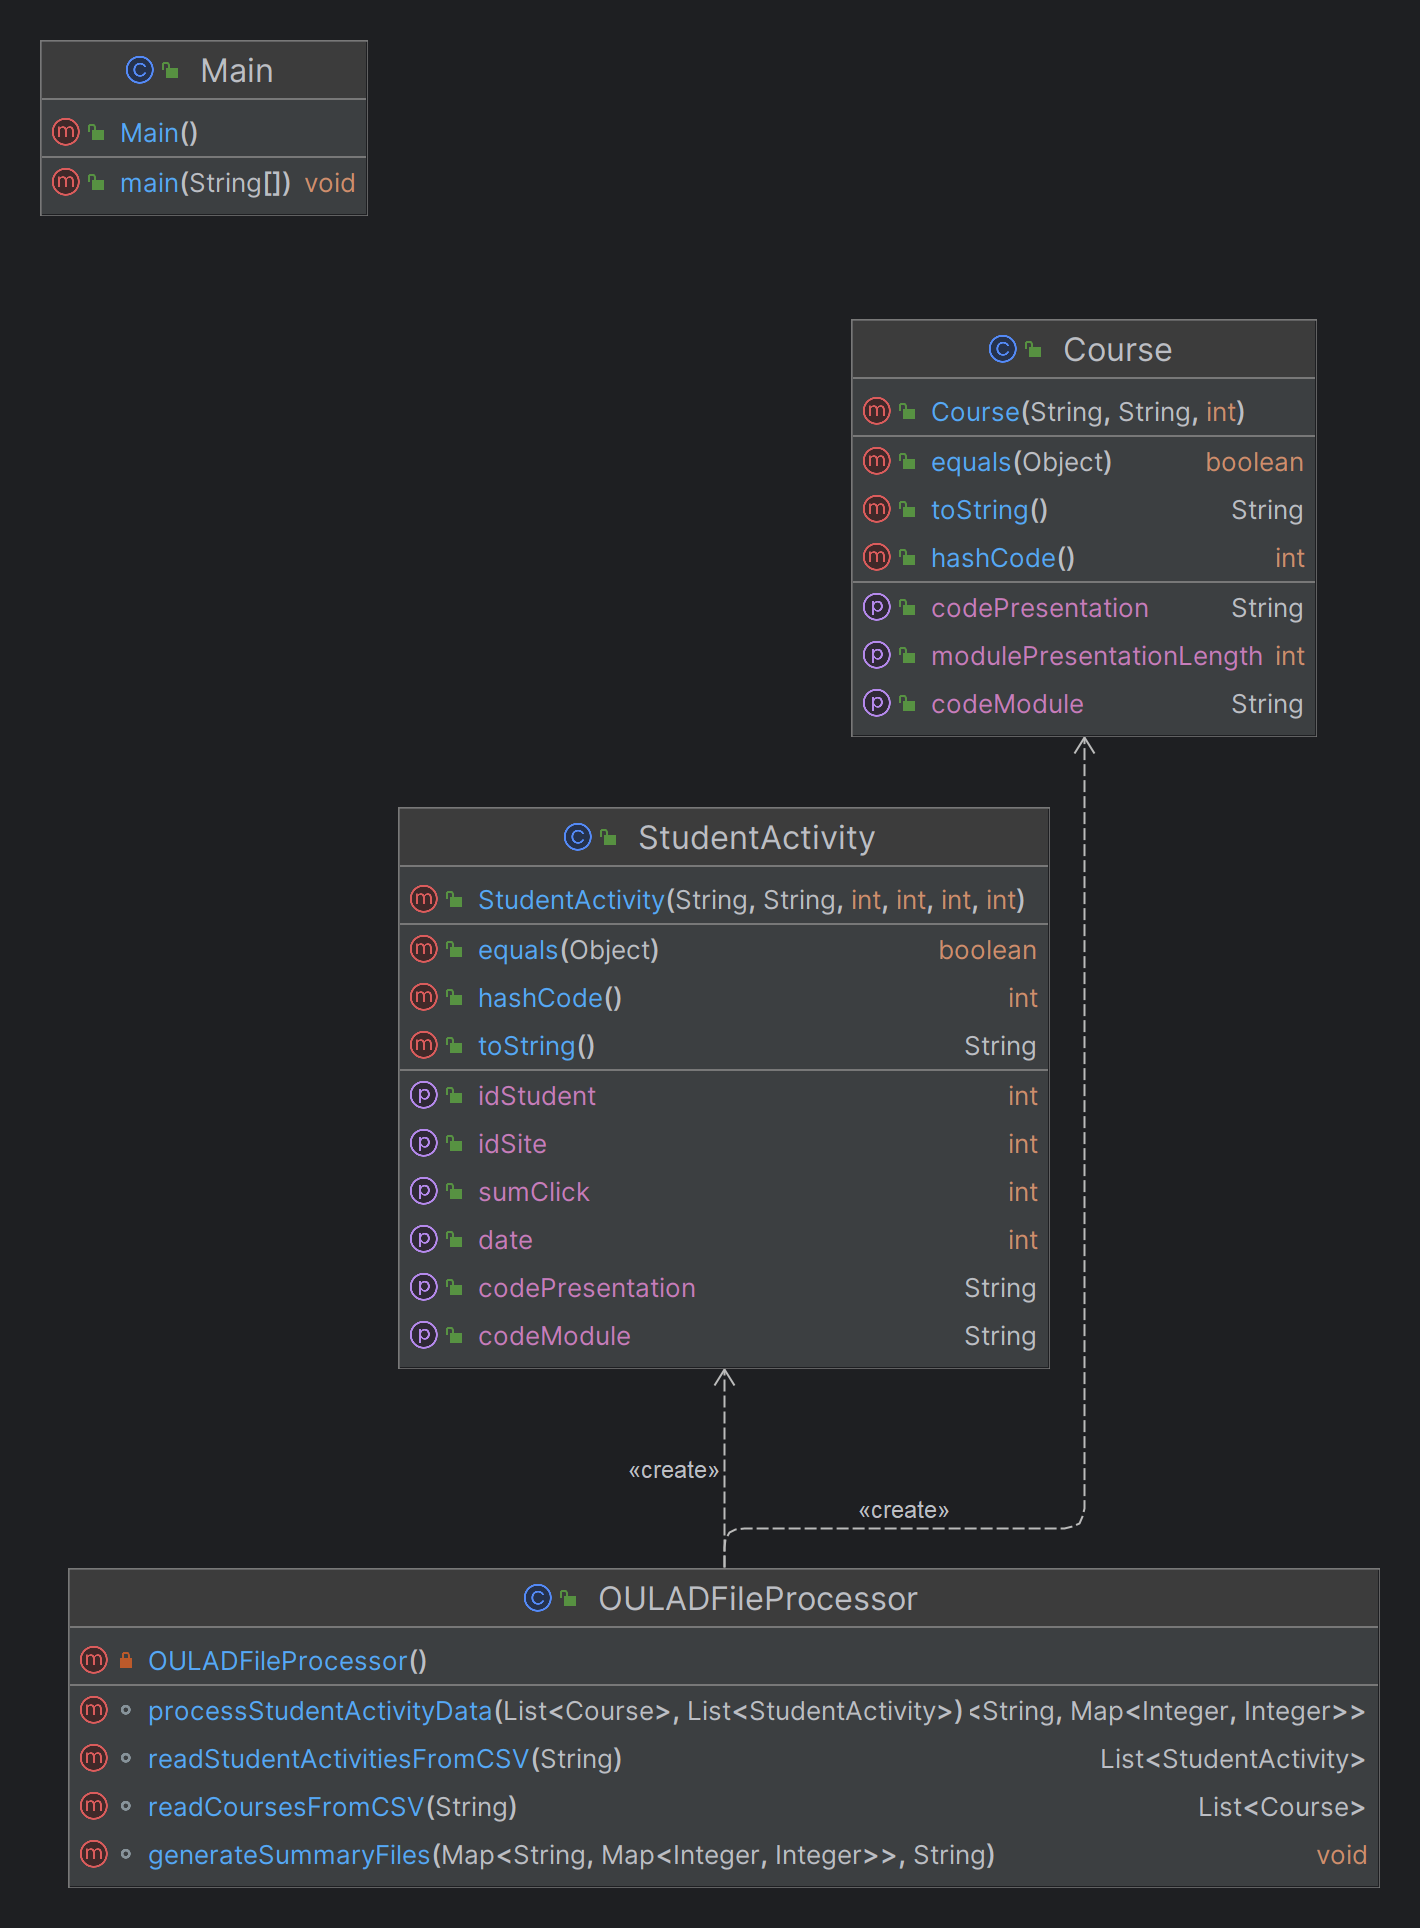 Main
Main()
main(String[]) void
Course
Course(String, String, int)
equals(Object) boolean
toString() String
hashCode() int
codePresentation String
modulePresentationLength int
codeModule String
StudentActivity
StudentActivity(String, String, int, int, int, int)
equals(Object) boolean
hashCode() int
toString() String
idStudent int
idSite int
sumClick int
date int
codePresentation String
codeModule String
«create»
«create»
OULADFileProcessor
OULADFileProcessor()
processStudentActivityData(List<Course>, List<StudentActivity>) <String, Map<Integer, Integer>>
readStudentActivitiesFromCSV(String) List<StudentActivity>
readCoursesFromCSV(String) List<Course>
generateSummaryFiles(Map<String, Map<Integer, Integer>>, String) void